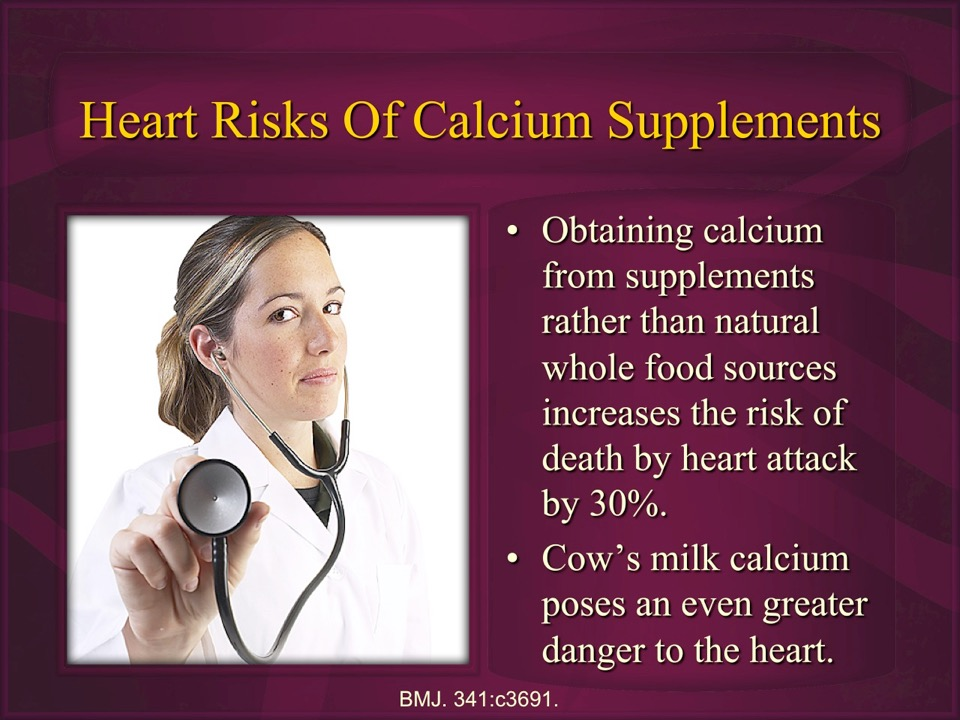 Heart Risks Of Calcium Supplements
• Obtaining calcium
from supplements
rather than natural
whole food sources
increases the risk of
death by heart attack
by 30%.
• Cow’s milk calcium
poses an even greater
danger to the heart.
BMJ. 341:c3691.